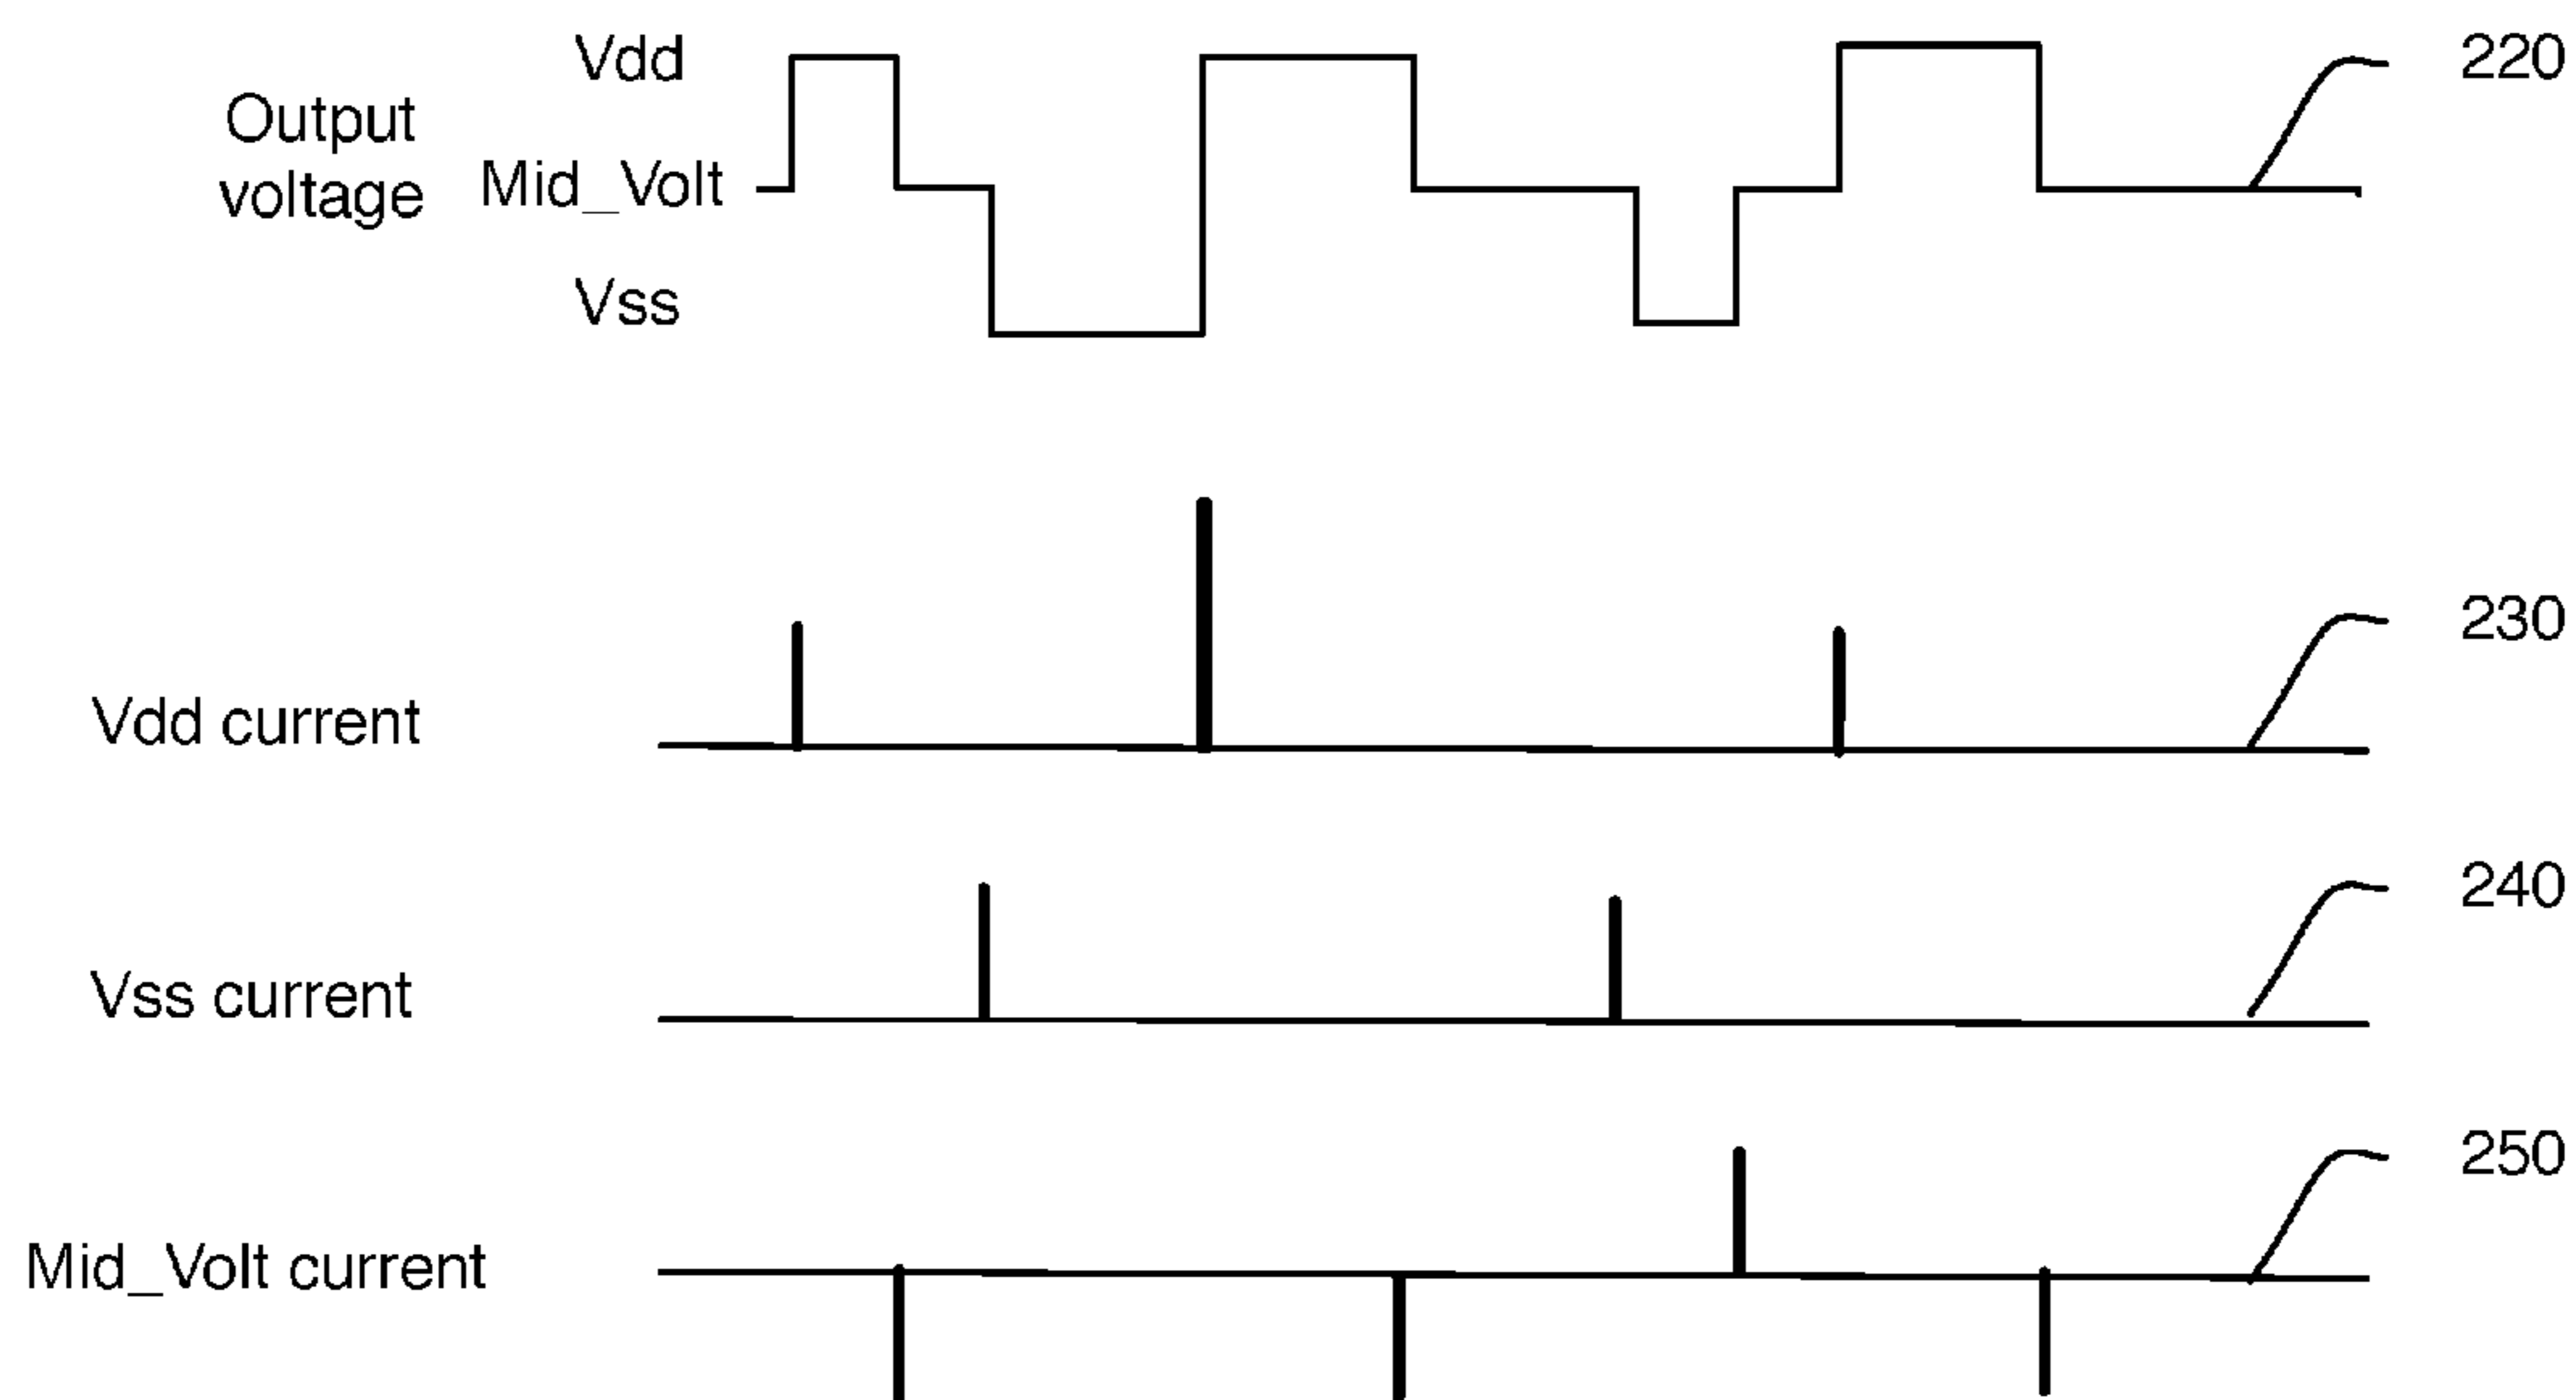 Vdd
220
Output
voltage
Mid_Volt
Vss
230
Vdd current
240
Vss current
250
Mid_Volt current